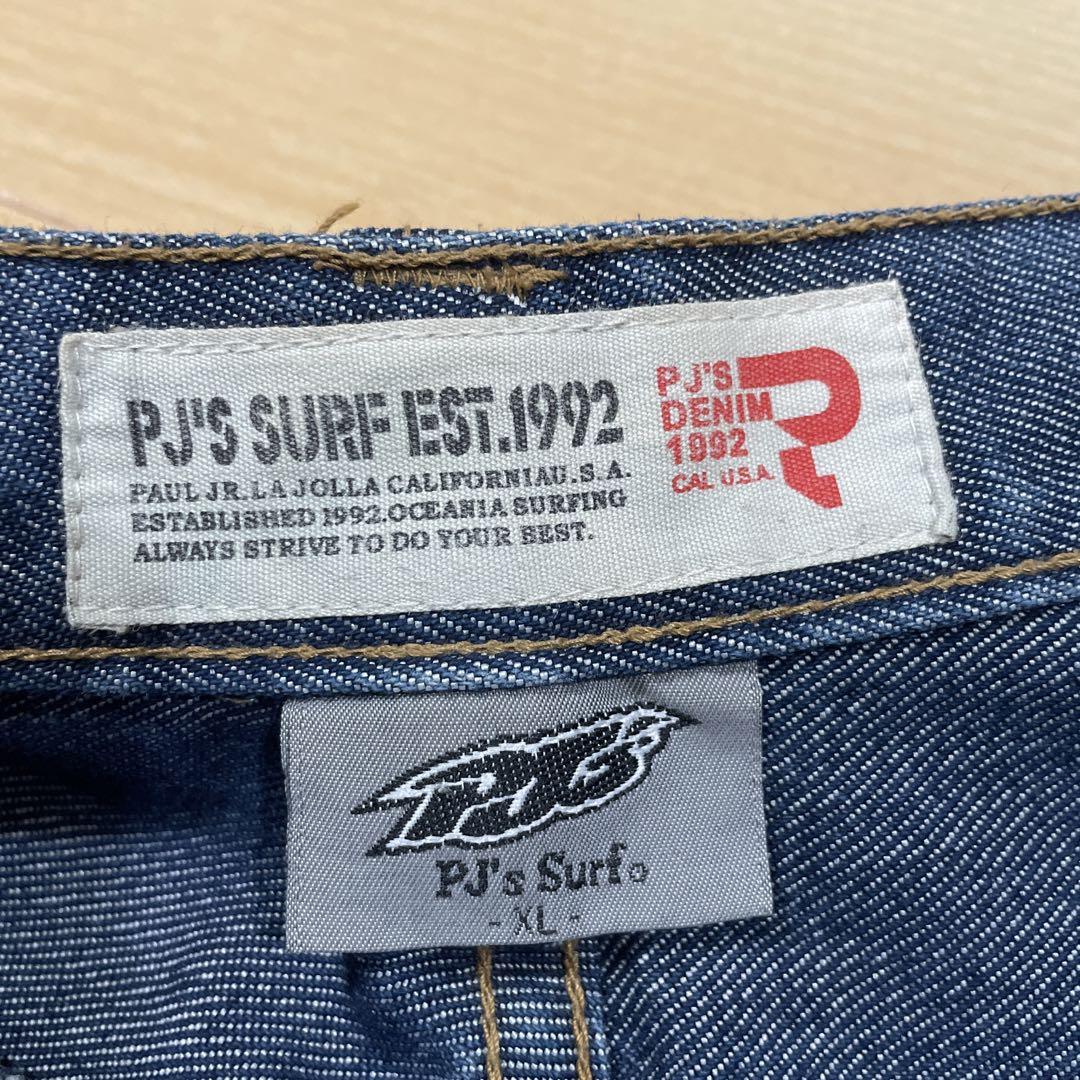 PJ'S SURF EST.1992
PAUL JR.LA JOLLA CALIFORNIAU.S.A.
ESTABLISHED 1992.OCEANIA SURFING
ALWAYS STRIVE TO DO YOUR BEST.
PJ'S
DENIM
1992
CAL U.S.A.
PJ'S
PJ's Surf.
- XL -